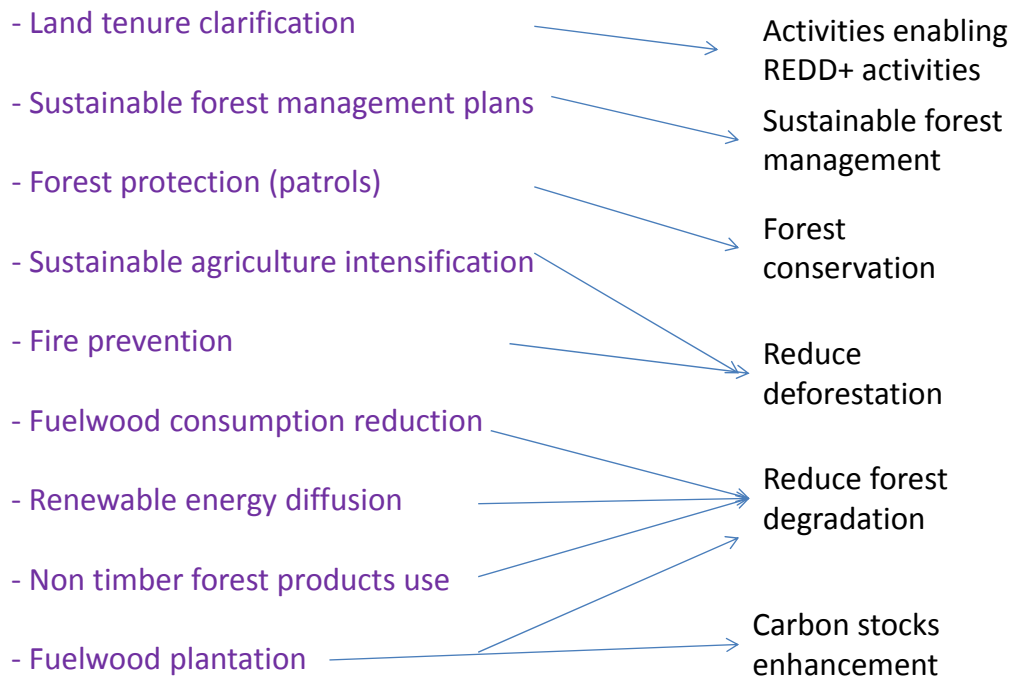 - Land tenure clarification
- Sustainable forest management plans
- Forest protection (patrols)
- Sustainable agriculture intensification
- Fire prevention
- Fuelwood consumption reduction
- Renewable energy diffusion
- Non timber forest products use
- Fuelwood plantation
Activities enabling
REDD+ activities
Sustainable forest
management
Forest
conservation
Reduce
deforestation
Reduce forest
degradation
Carbon stocks
enhancement